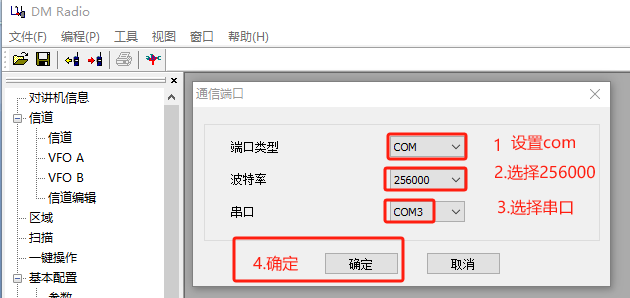 DM Radio
文件(F) 编程(P) 工具 视图 窗口 帮助(H)
对讲机信息
信道
信道
VFO A
VFO B
信道编辑
区域
扫描
一键操作
基本配置
参数
通信端口
端口类型 COM 1 设置com
波特率 256000 2.选择256000
串口 COM3 3.选择串口
4.确定 确定 取消